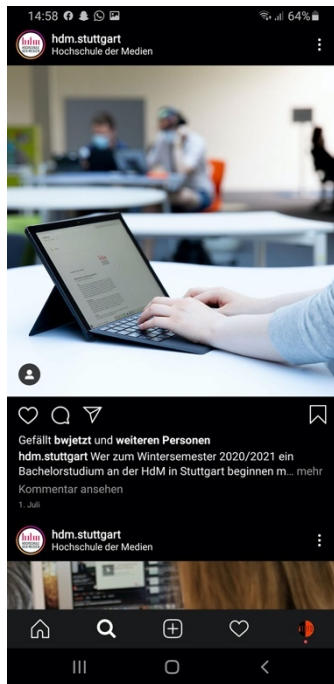 14:58
64%
hdm.stuttgart
Hochschule der Medien
Gefällt bwjetzt und weiteren Personen
hdm.stuttgart Wer zum Wintersemester 2020/2021 ein
Bachelorstudium an der HdM in Stuttgart beginnen m... mehr
Kommentar ansehen
1. Juli
hdm.stuttgart
Hochschule der Medien